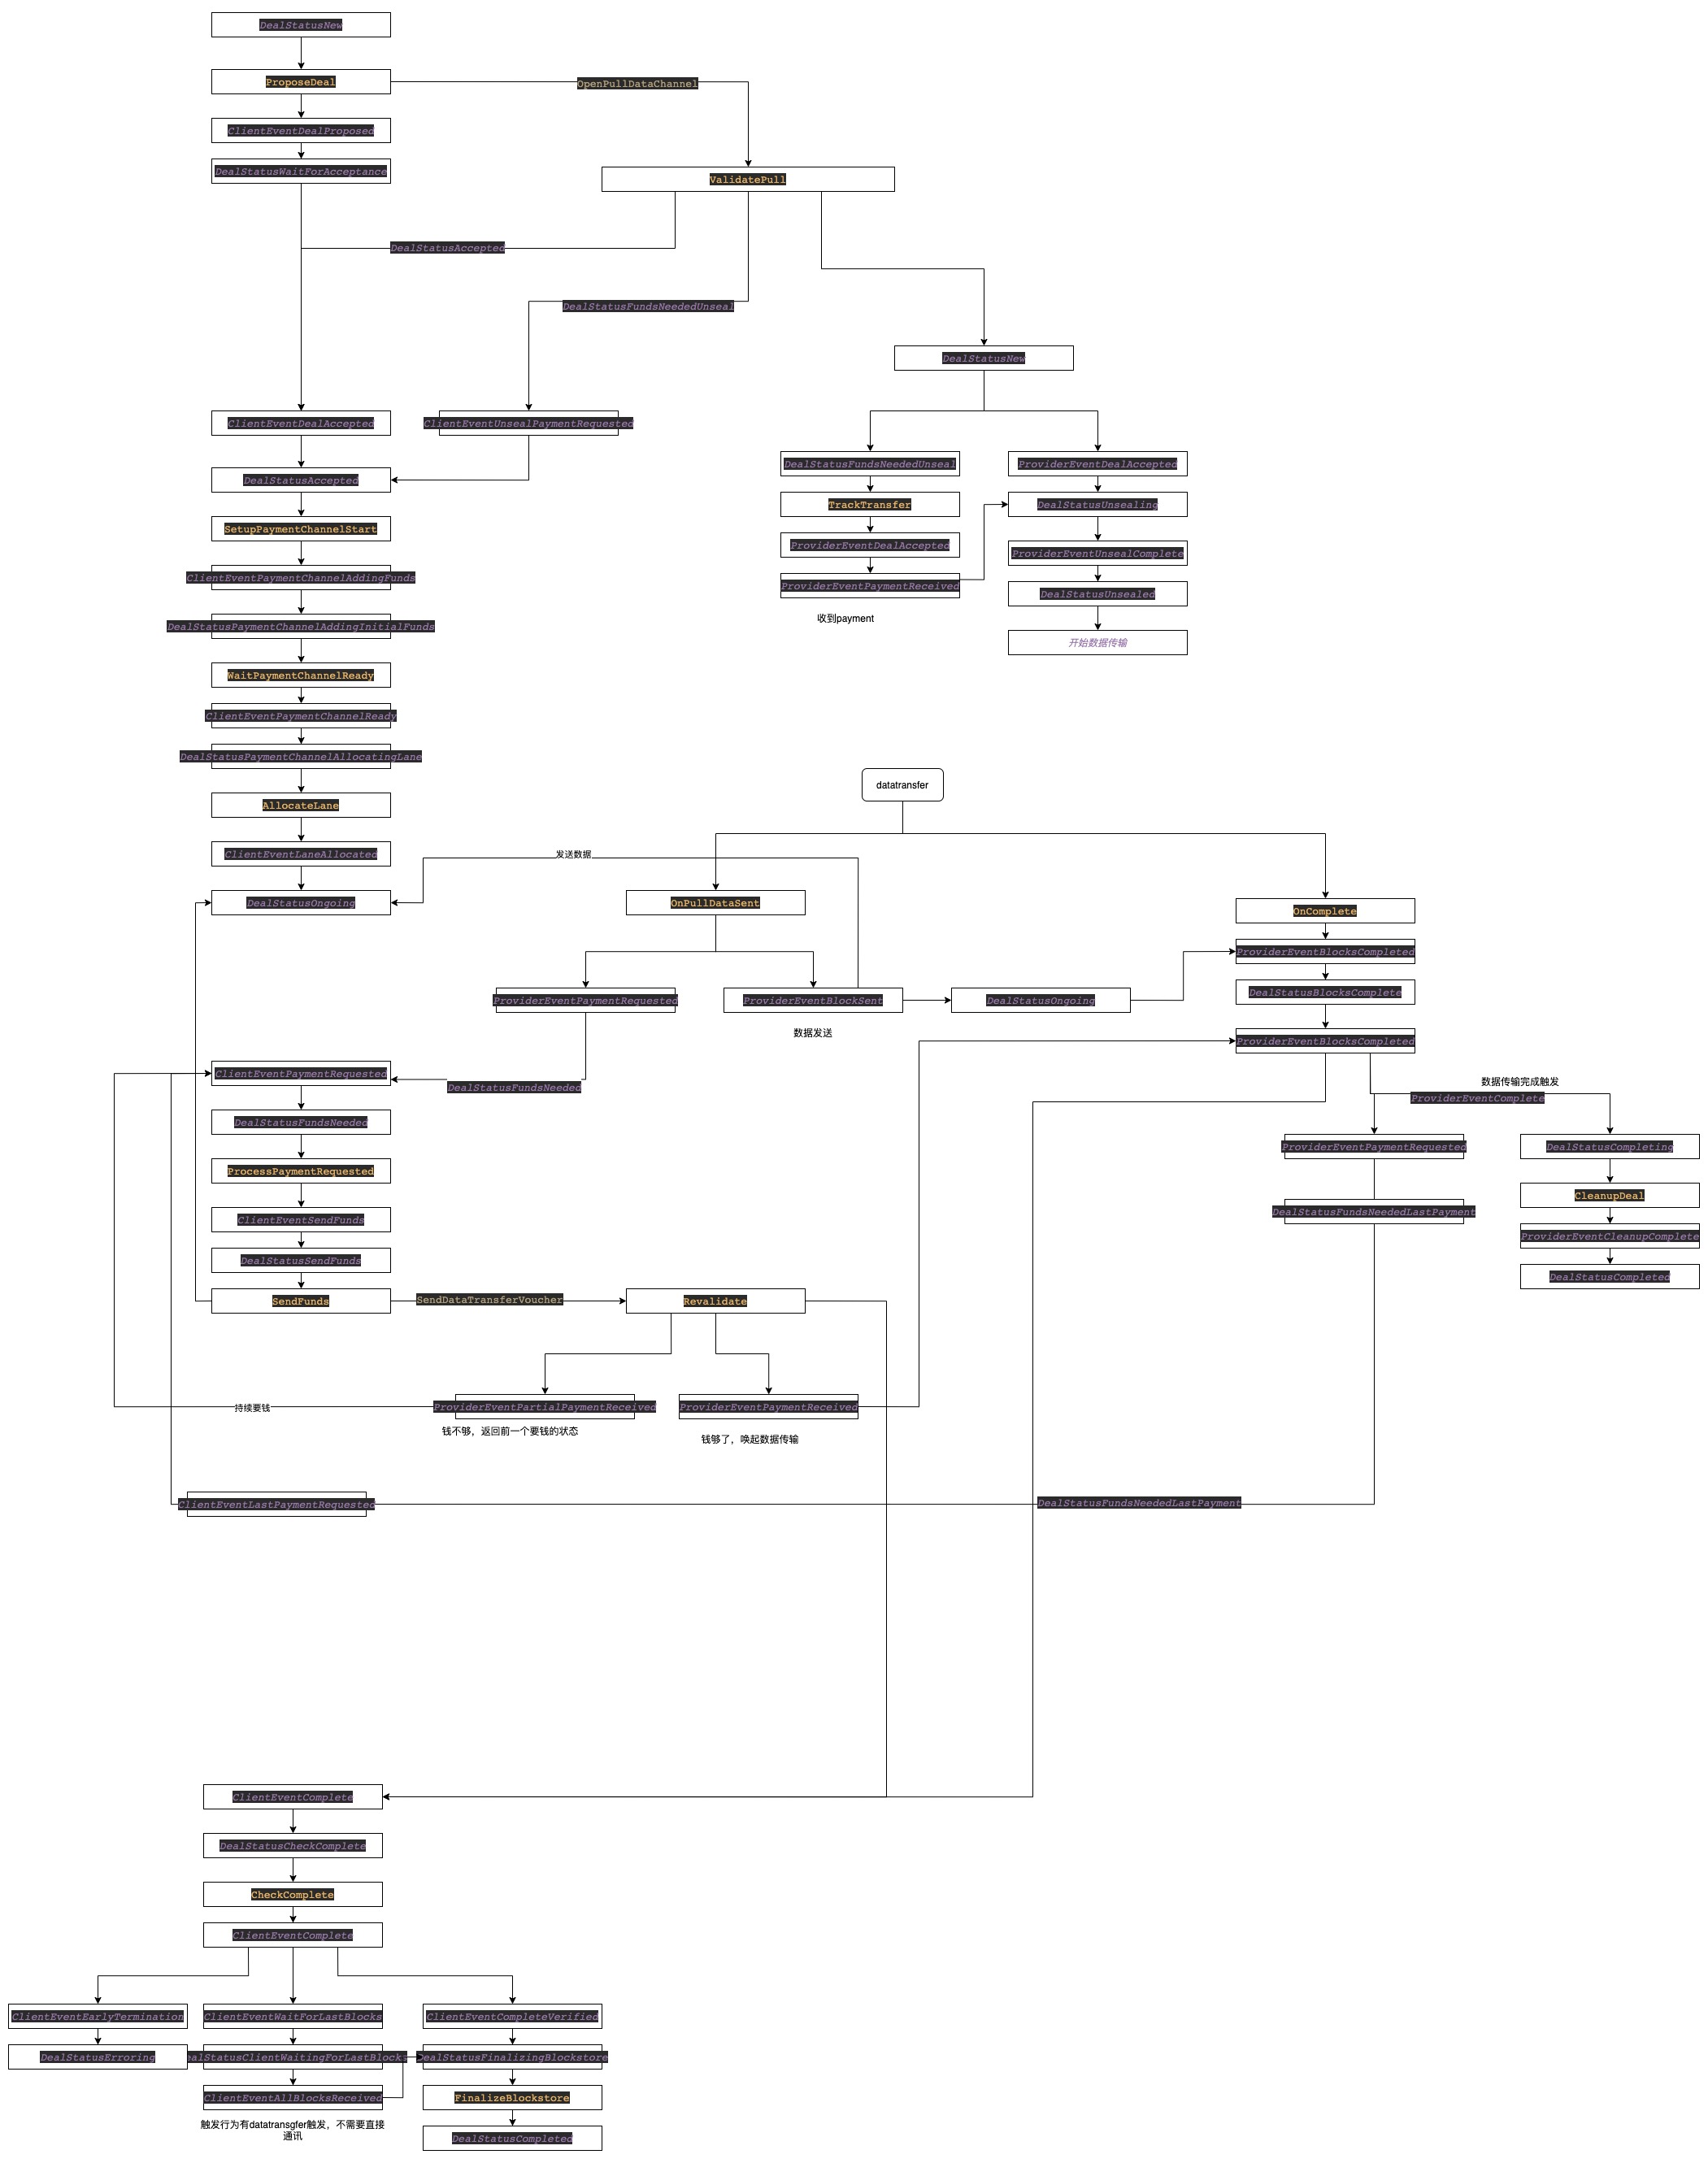 DealStatusNew
ProposeDeal
OpenPullDataChannel
ClientEventDealProposed
DealStatusWaitForAcceptance
ValidatePull
DealStatusAccepted
DealStatusFundsNeededUnseal
DealStatusNew
ClientEventDealAccepted
ClientEventUnsealPaymentRequested
DealStatusFundsNeededUnseal
ProviderEventDealAccepted
DealStatusAccepted
TrackTransfer
DealStatusUnsealing
SetupPaymentChannelStart
ProviderEventDealAccepted
ProviderEventUnsealComplete
ClientEventPaymentChannelAddingFunds
ProviderEventPaymentReceived
DealStatusUnsealed
收到payment
DealStatusPaymentChannelAddingInitialFunds
开始数据传输
WaitPaymentChannelReady
ClientEventPaymentChannelReady
DealStatusPaymentChannelAllocatingLane
datatransfer
AllocateLane
ClientEventLaneAllocated
发送数据
DealStatusOngoing
OnPullDataSent
OnComplete
ProviderEventBlocksCompleted
ProviderEventPaymentRequested
ProviderEventBlockSent
DealStatusOngoing
DealStatusBlocksComplete
数据发送
ProviderEventBlocksCompleted
ClientEventPaymentRequested
DealStatusFundsNeeded
数据传输完成触发
ProviderEventComplete
DealStatusFundsNeeded
ProviderEventPaymentRequested
DealStatusCompleting
ProcessPaymentRequested
CleanupDeal
ClientEventSendFunds
DealStatusFundsNeededLastPayment
ProviderEventCleanupComplete
DealStatusSendFunds
DealStatusCompleted
SendFunds
SendDataTransferVoucher
Revalidate
持续要钱
ProviderEventPartialPaymentReceived
ProviderEventPaymentReceived
钱不够，返回前一个要钱的状态
钱够了，唤起数据传输
ClientEventLastPaymentRequested
DealStatusFundsNeededLastPayment
ClientEventComplete
DealStatusCheckComplete
CheckComplete
ClientEventComplete
ClientEventEarlyTermination
ClientEventWaitForLastBlocks
ClientEventCompleteVerified
DealStatusErroring
ealStatusClientWaitingForLastBlocks
DealStatusFinalizingBlockstore
ClientEventAllBlocksReceived
FinalizeBlockstore
触发行为有datatransgfer触发，不需要直接
通讯
DealStatusCompleted